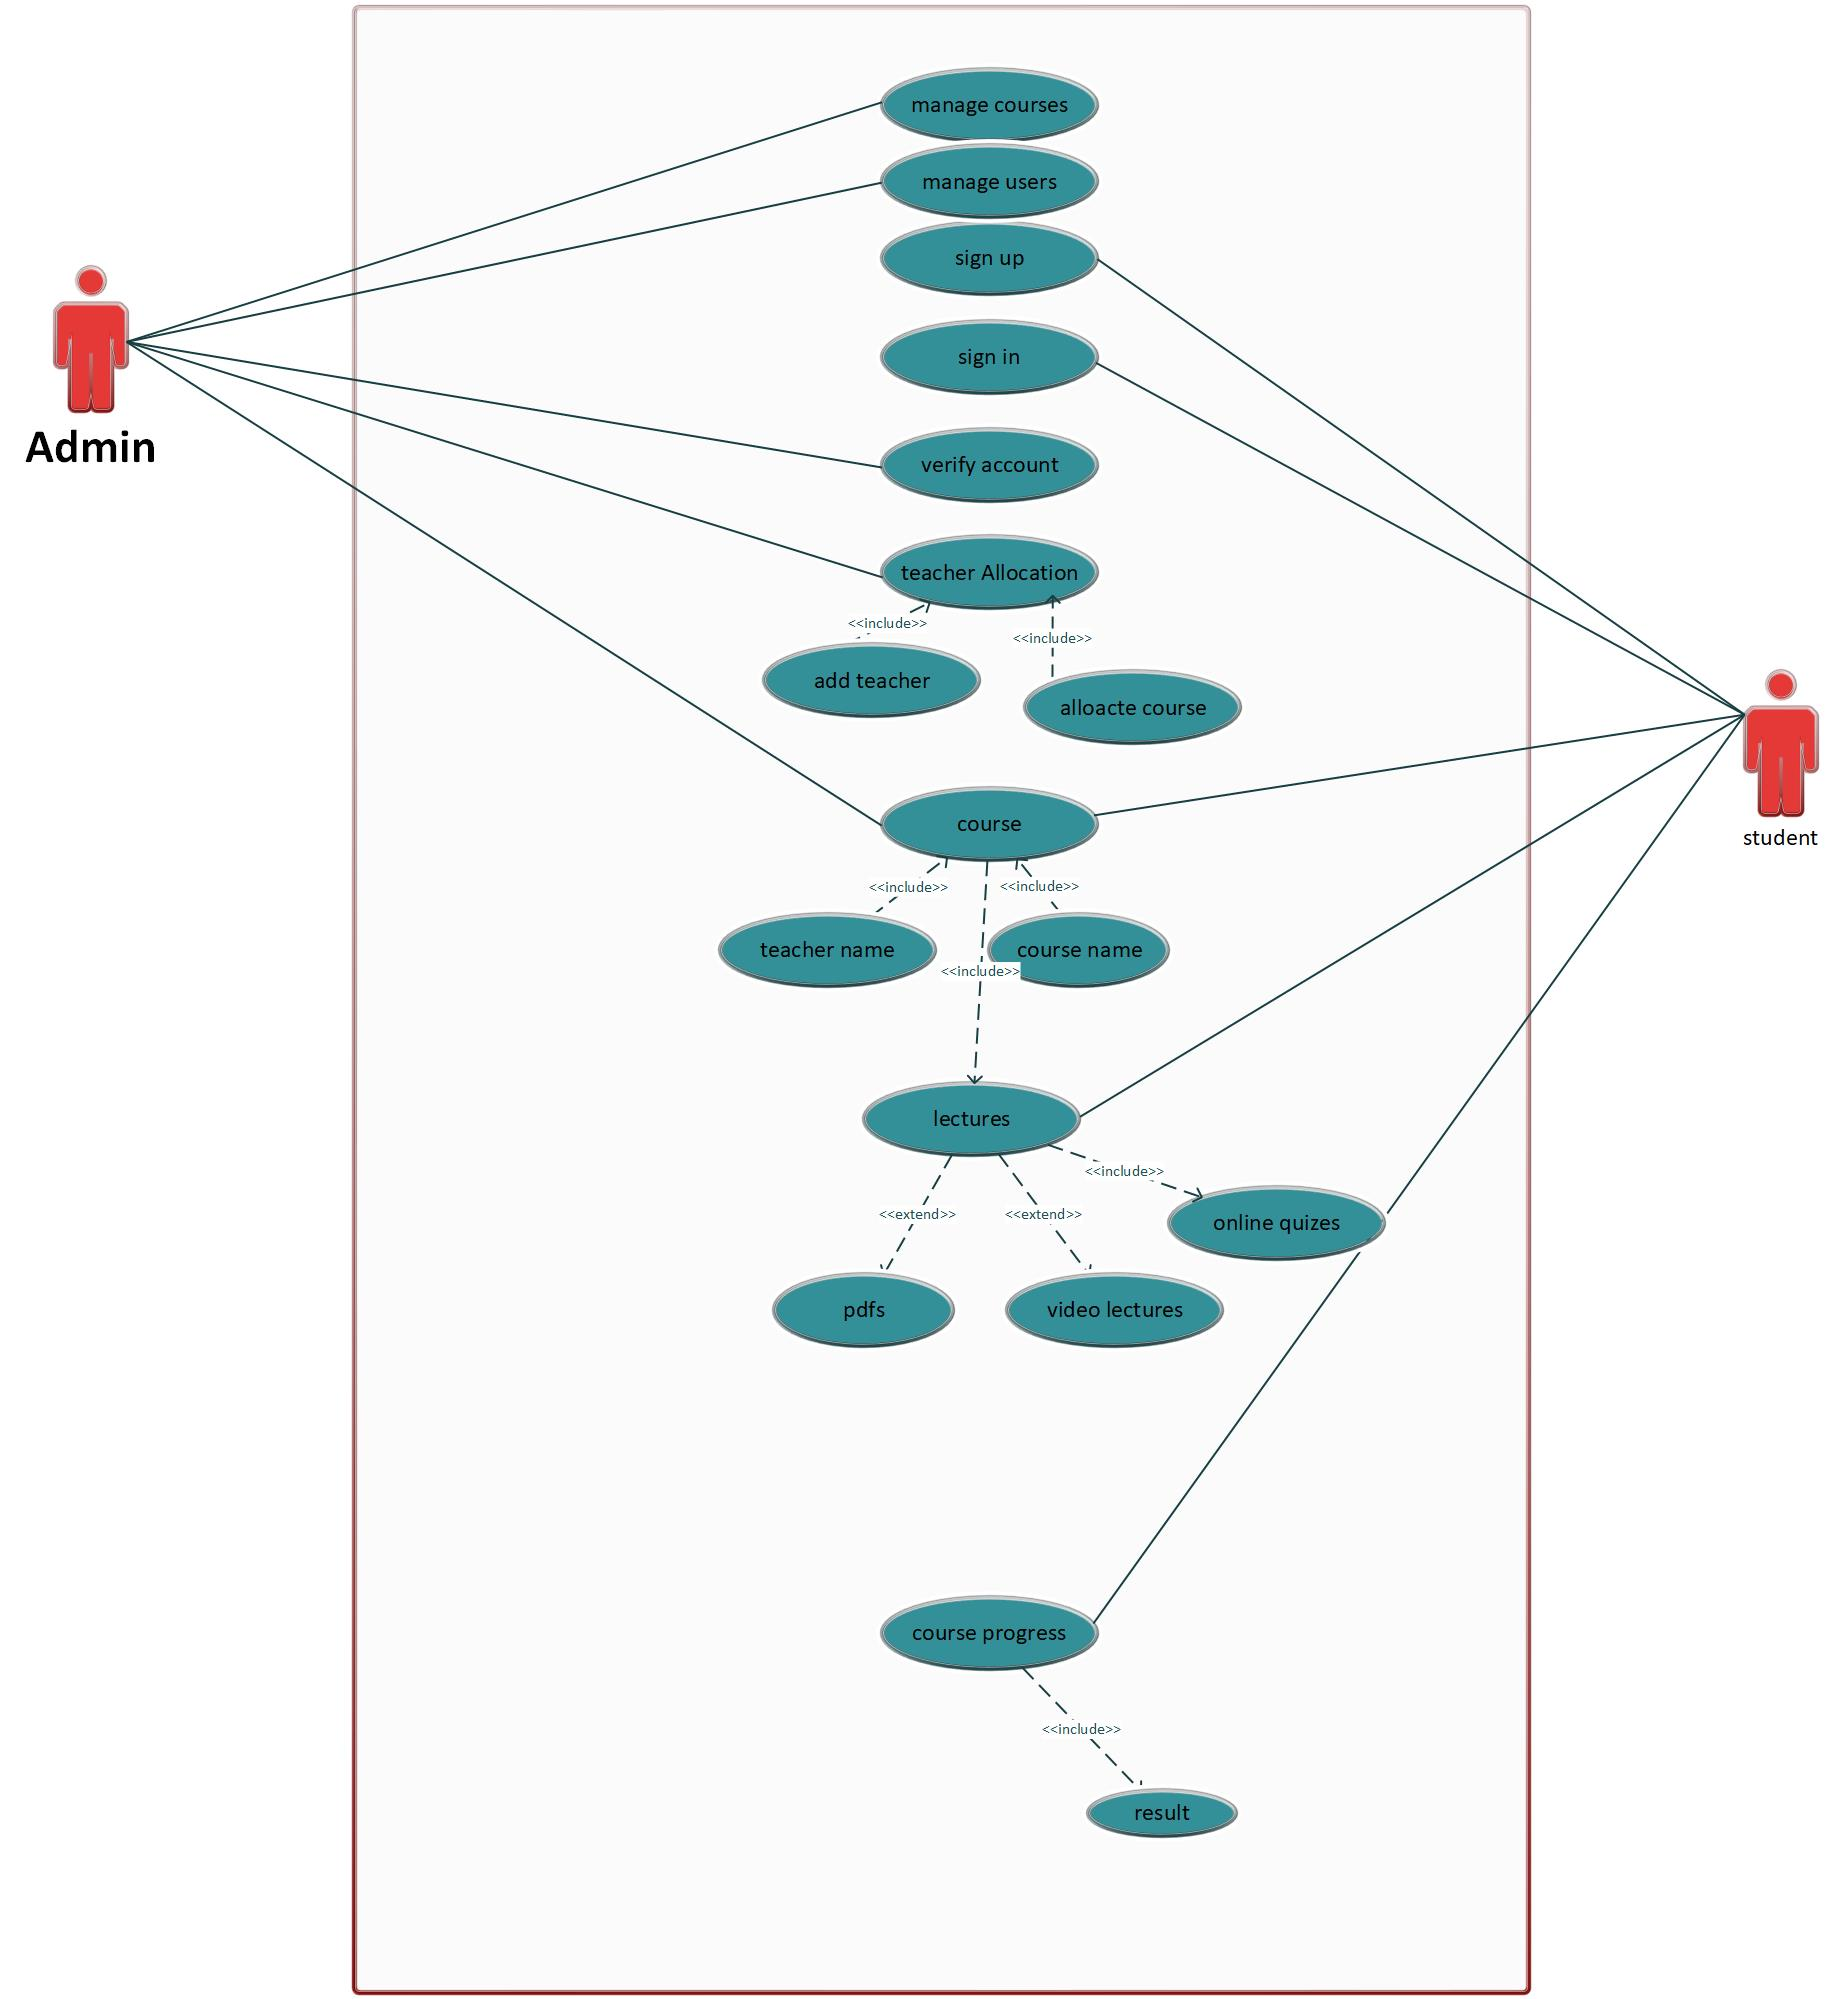 manage courses
manage users
sign up
sign in
Admin
verify account
teacher Allocation
<<include>>
<<include>>
add teacher
alloacte course
course
student
<<include>>
<<include>>
teacher name
course name
<<include>>
lectures
<<include>>
<<extend>>
<<extend>>
online quizes
pdfs
video lectures
course progress
<<include>>
result